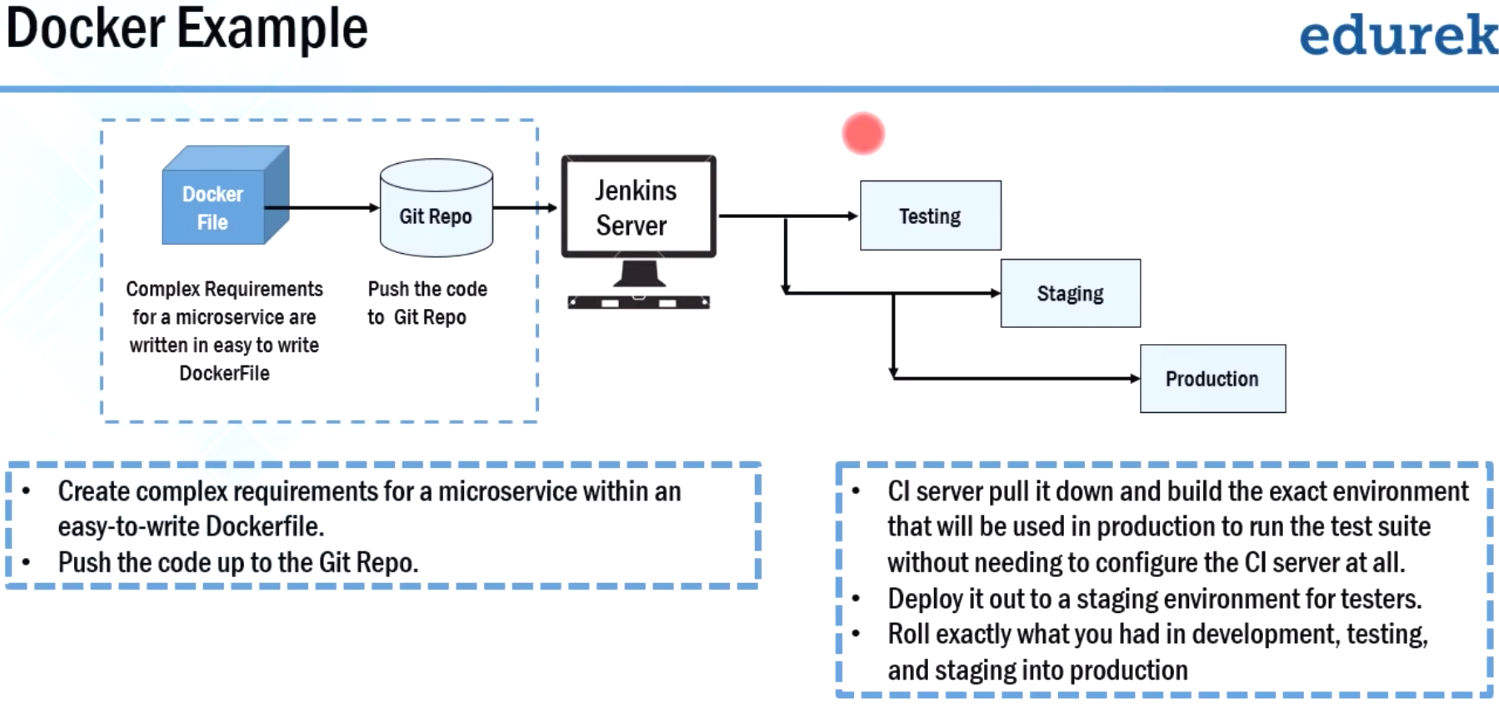 Docker Example
edurek
Docker
File
Git Repo
Jenkins
Server
Testing
Staging
Production
Complex Requirements
for a microservice are
written in easy to write
DockerFile
Push the code
to Git Repo
• Create complex requirements for a microservice within an
easy-to-write Dockerfile.
• Push the code up to the Git Repo.
• CI server pull it down and build the exact environment
that will be used in production to run the test suite
without needing to configure the CI server at all.
• Deploy it out to a staging environment for testers.
• Roll exactly what you had in development, testing,
and staging into production